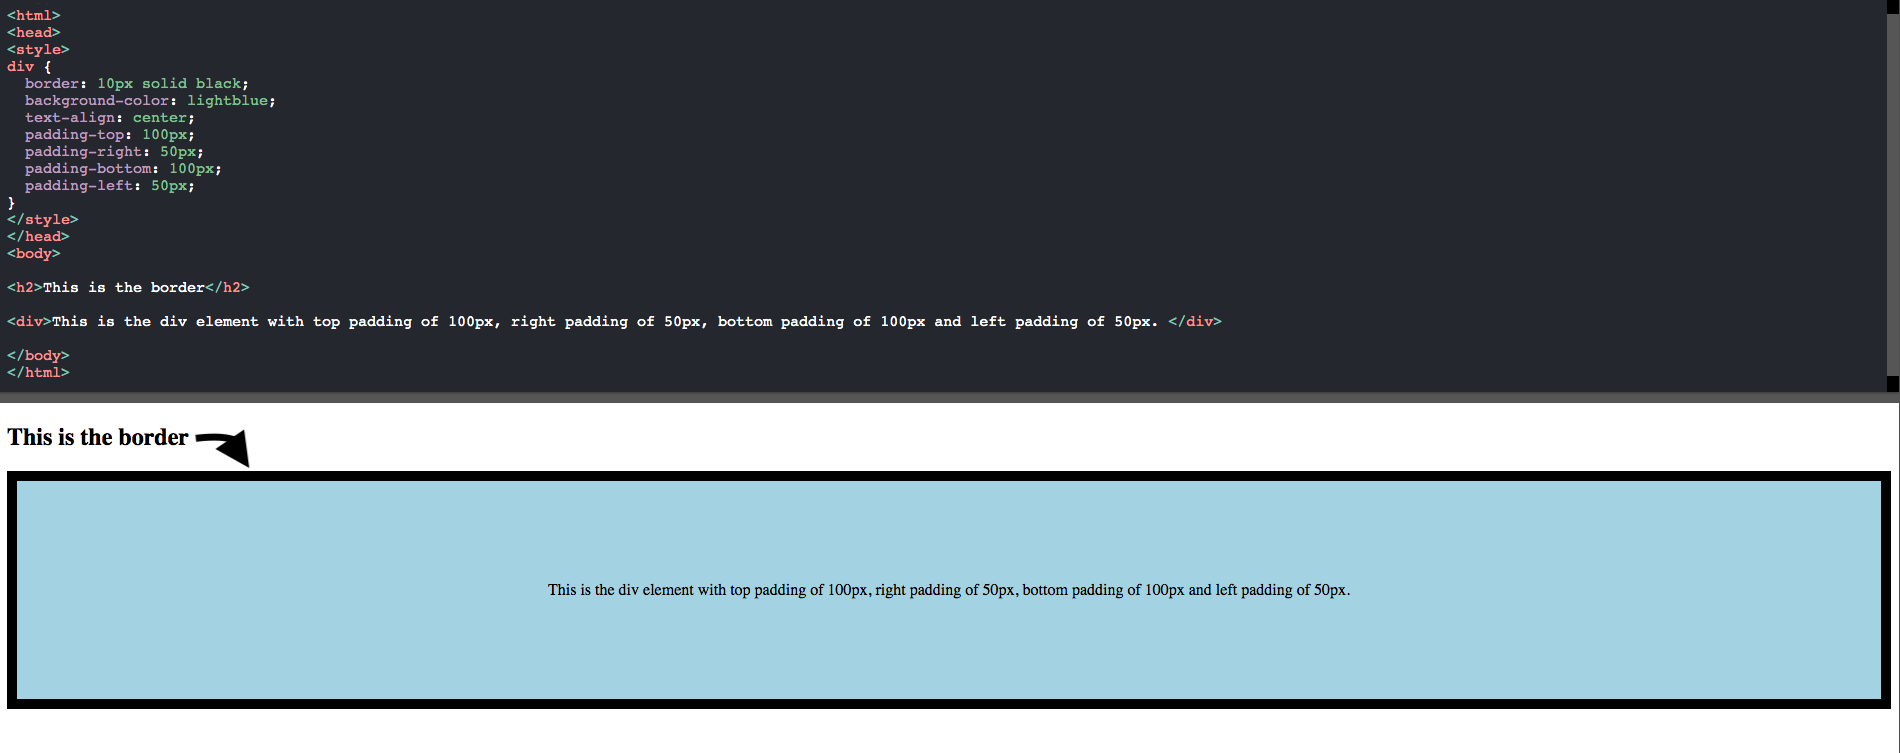 <html>
<head>
<style>
div {
  border: 10px solid black;
  background-color: lightblue;
  text-align: center;
  padding-top: 100px;
  padding-right: 50px;
  padding-bottom: 100px;
  padding-left: 50px;
}
</style>
</head>
<body>
<h2>This is the border</h2>
<div>This is the div element with top padding of 100px, right padding of 50px, bottom padding of 100px and left padding of 50px. </div>
</body>
</html>
This is the border
This is the div element with top padding of 100px, right padding of 50px, bottom padding of 100px and left padding of 50px.